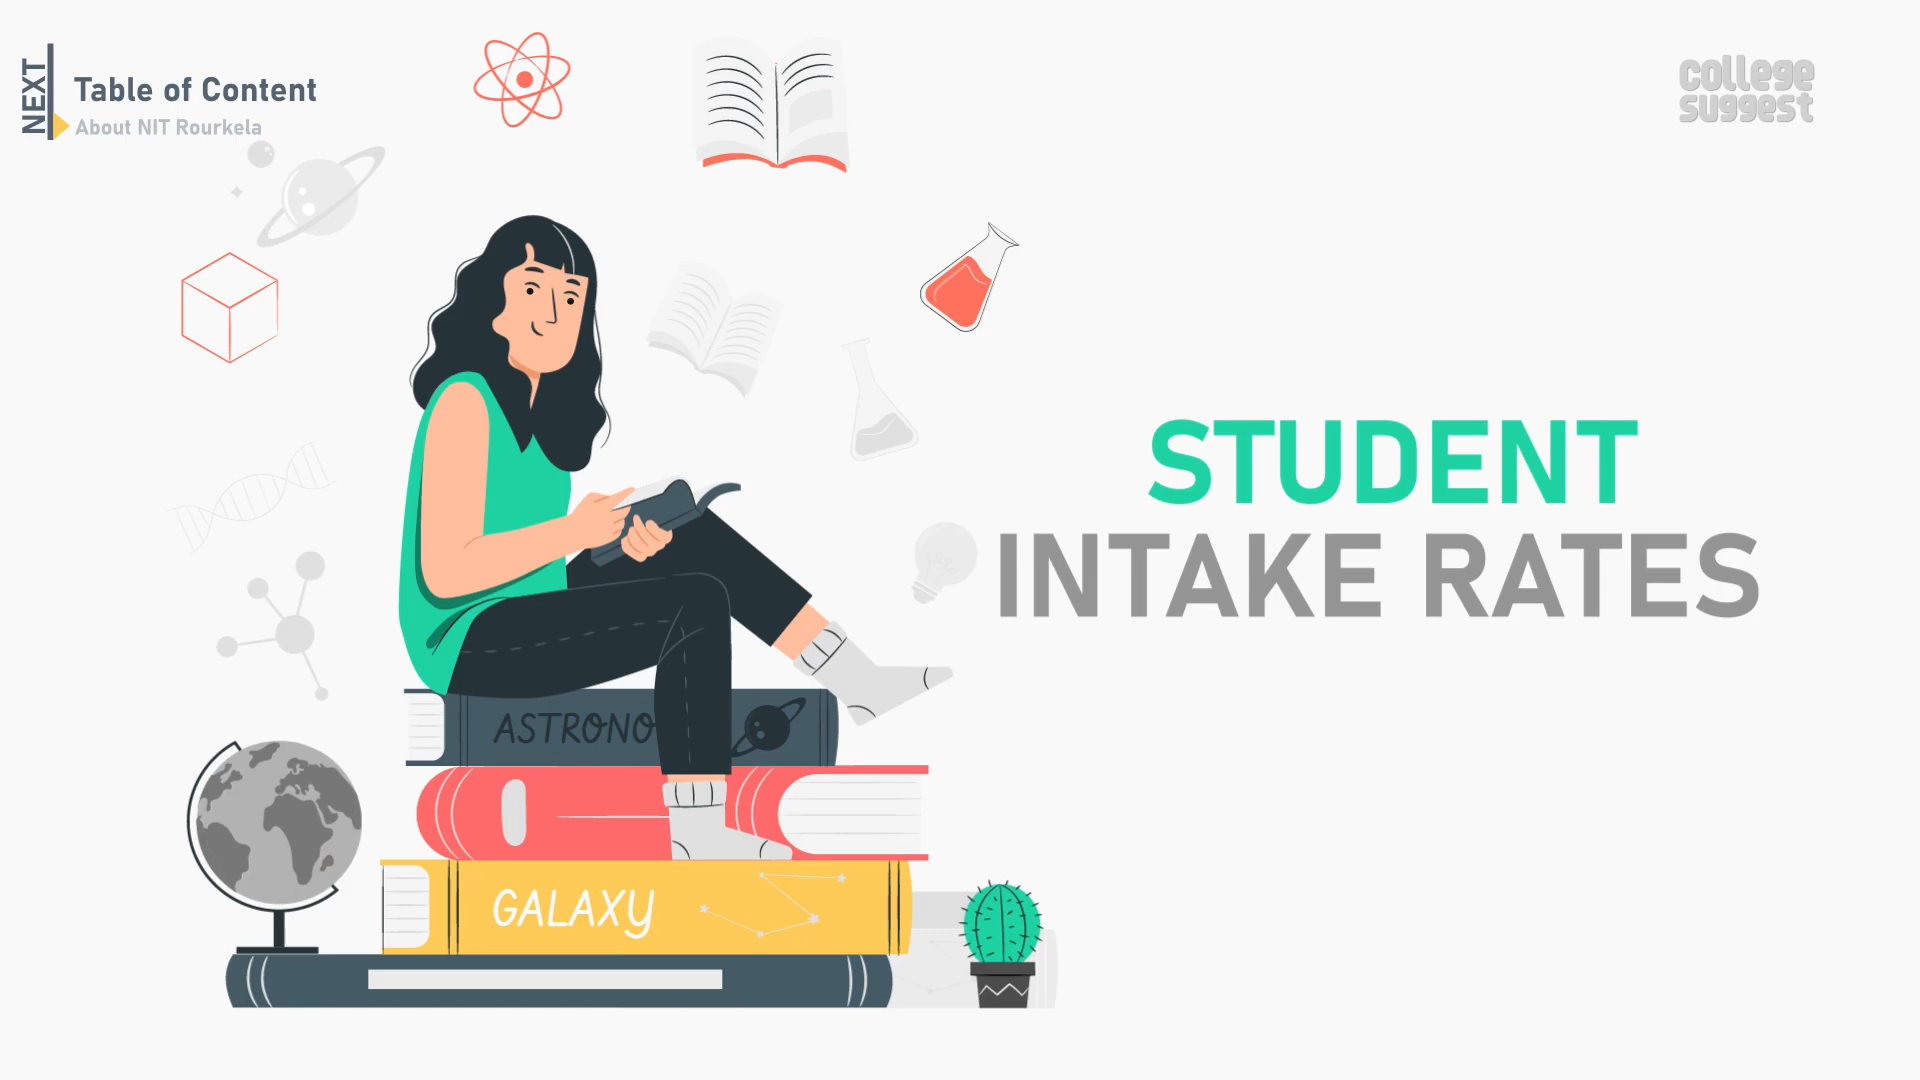 NEXT
Table of Content
About NIT Rourkela
college
suggest
STUDENT
INTAKE RATES
ASTRONO
GALAXY